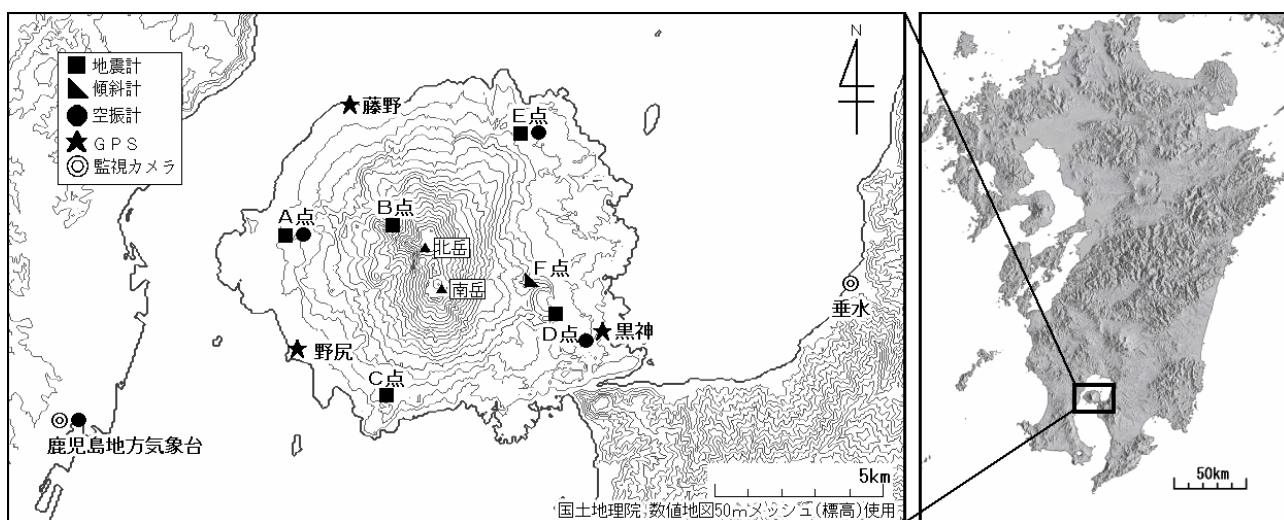 地震計
傾斜計
空振計
GPS
監視カメラ
藤野
E点
A点
B点
北岳
F点
南岳
垂水
D点
黒神
野尻
C点
鹿児島地方気象台
5km
国土地理院 数値地図50mメッシュ(標高)使用
50km